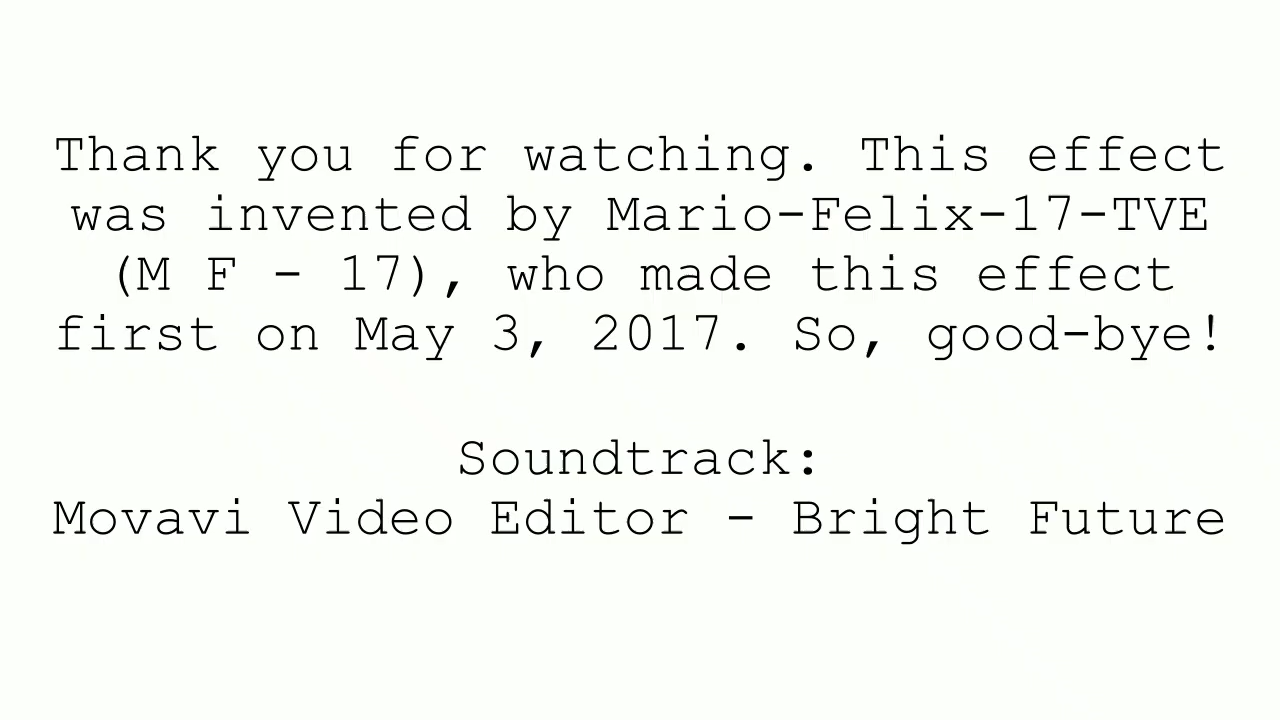 Thank you for watching. This effect
was invented by Mario-Felix-17-TVE
(M F - 17), who made this effect
first on May 3, 2017. So, good-bye!
Soundtrack:
Movavi Video Editor - Bright Future